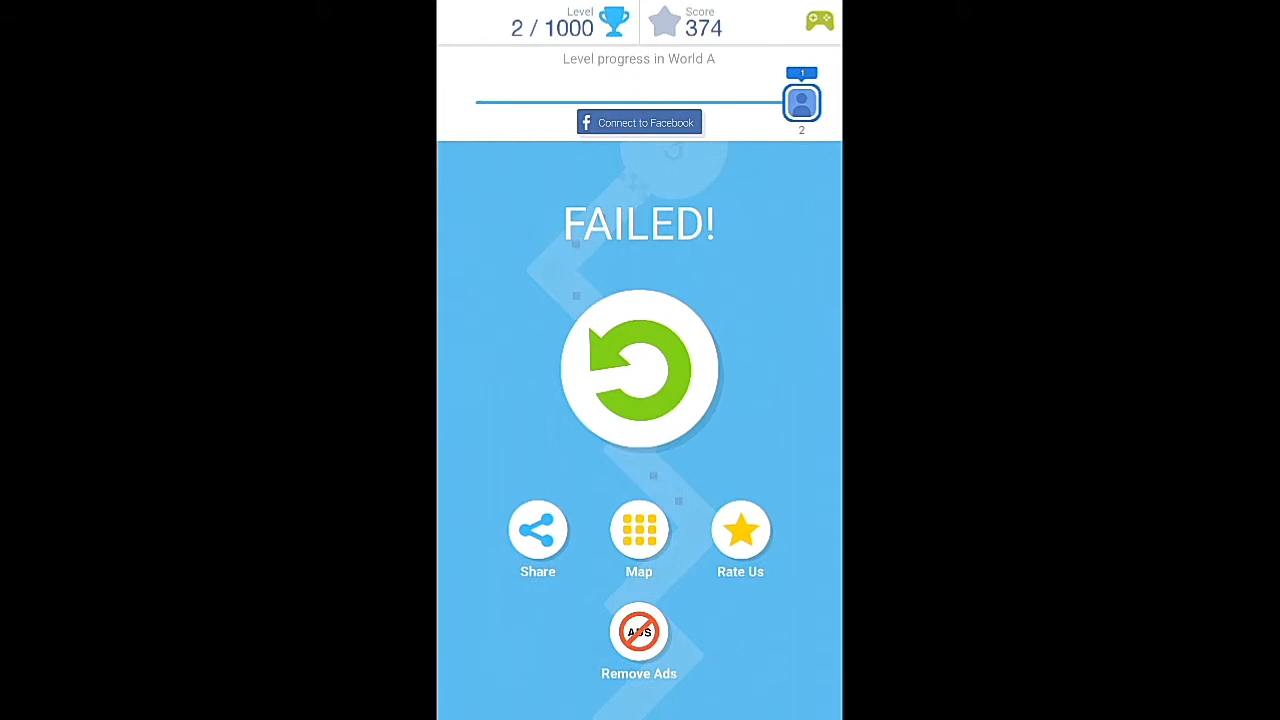 Level
2 / 1000
Score
374
Level progress in World A
1
f Connect to Facebook
2
3
FAILED!
Share
Map
Rate Us
ADS
Remove Ads